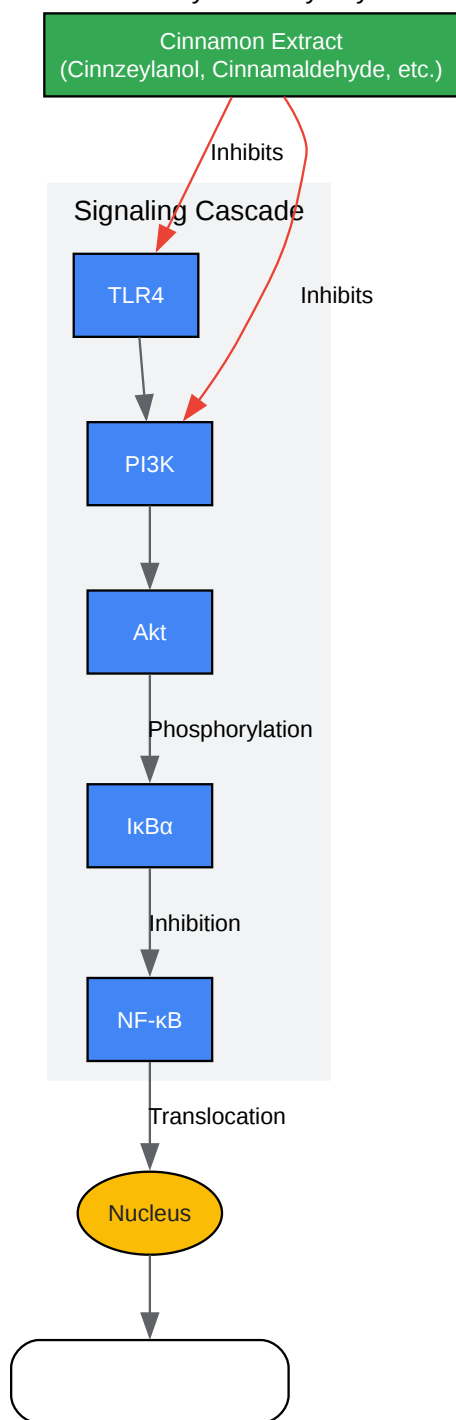 Cinnamon Extract
(Cinnzeylanol, Cinnamaldehyde, etc.)
Inhibits
Signaling Cascade
TLR4
Inhibits
PI3K
Akt
Phosphorylation
IκBα
Inhibition
NF-κB
Translocation
Nucleus